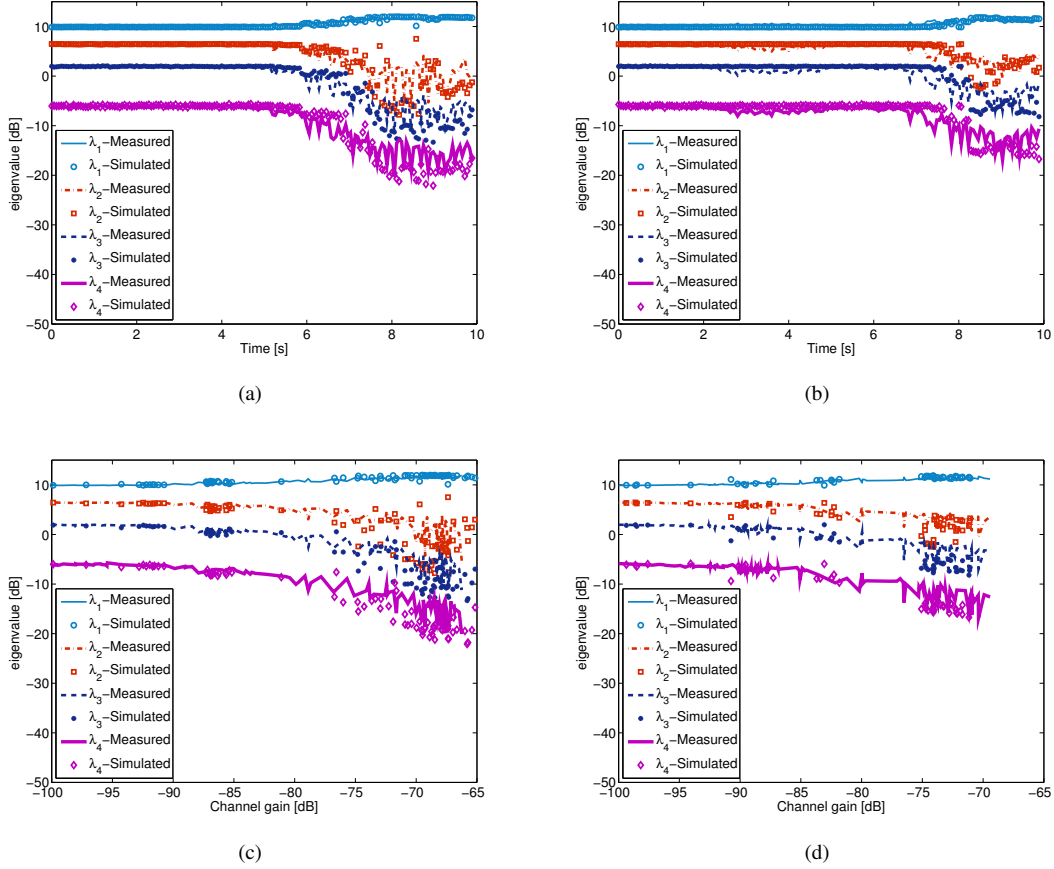 10
0
−10
−20
−30
−40
−50
eigenvalue [dB]
λ1−Measured
λ1−Simulated
λ2−Measured
λ2−Simulated
λ3−Measured
λ3−Simulated
λ4−Measured
λ4−Simulated
0 2 4 6 8 10
Time [s]
(a)
10
0
−10
−20
−30
−40
−50
eigenvalue [dB]
λ1−Measured
λ1−Simulated
λ2−Measured
λ2−Simulated
λ3−Measured
λ3−Simulated
λ4−Measured
λ4−Simulated
0 2 4 6 8 10
Time [s]
(b)
10
0
−10
−20
−30
−40
−50
eigenvalue [dB]
λ1−Measured
λ1−Simulated
λ2−Measured
λ2−Simulated
λ3−Measured
λ3−Simulated
λ4−Measured
λ4−Simulated
−100 −95 −90 −85 −80 −75 −70 −65
Channel gain [dB]
(c)
10
0
−10
−20
−30
−40
−50
eigenvalue [dB]
λ1−Measured
λ1−Simulated
λ2−Measured
λ2−Simulated
λ3−Measured
λ3−Simulated
λ4−Measured
λ4−Simulated
−100 −95 −90 −85 −80 −75 −70 −65
Channel gain [dB]
(d)